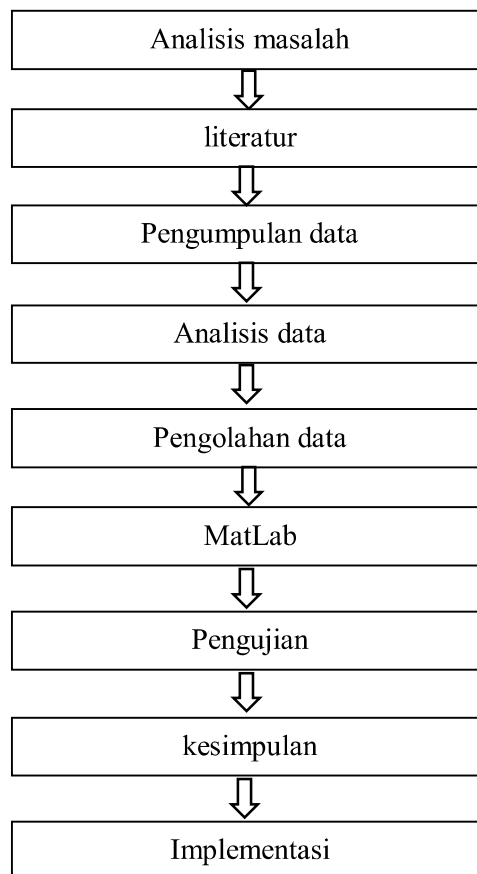 Analisis masalah
literatur
Pengumpulan data
Analisis data
Pengolahan data
MatLab
Pengujian
kesimpulan
Implementasi